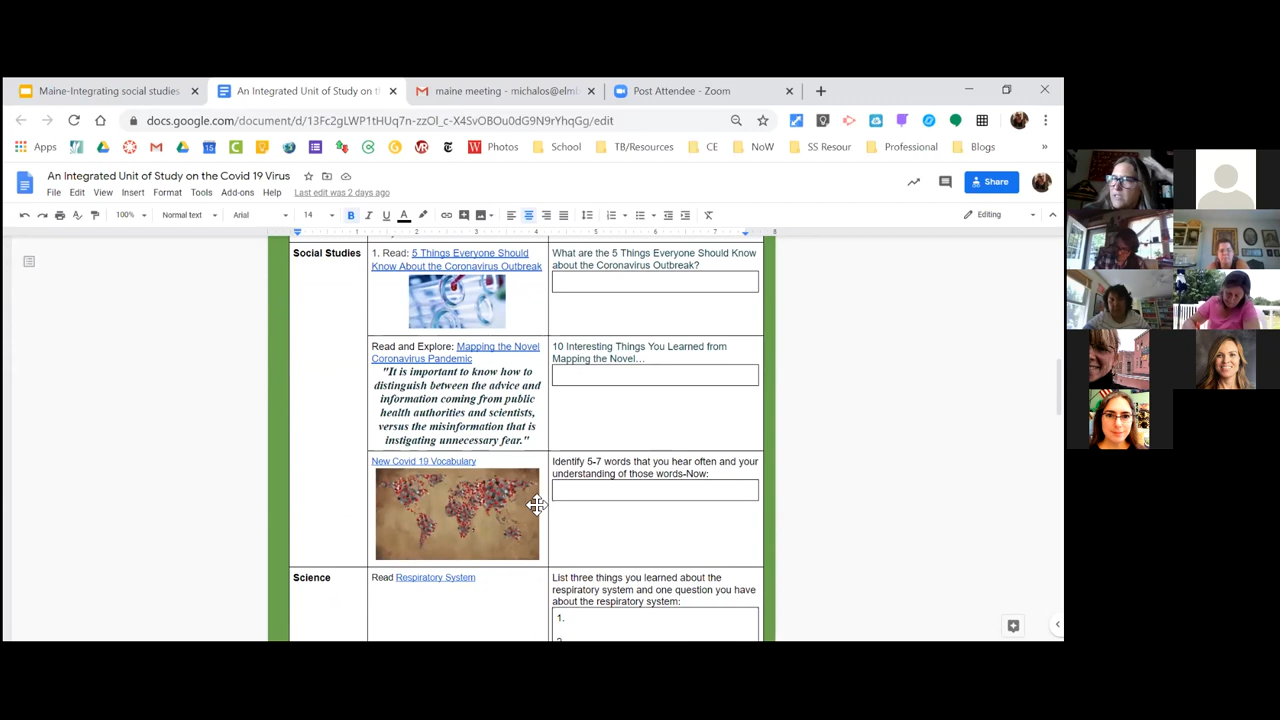 Maine-Integrating social studies
An Integrated Unit of Study on t
maine meeting - michalos@elm
Post Attendee - Zoom
docs.google.com/document/d/13Fc2gLWP1tHUq7n-zzOl_c-X4SvOBOu0dG9N9rYhqGg/edit
Apps
Photos
School
TB/Resources
CE
NoW
SS Resour
Professional
Blogs
»
An Integrated Unit of Study on the Covid 19 Virus
Share
File Edit View Insert Format Tools Add-ons Help Last edit was 2 days ago
100% Normal text Arial 14 B I U A Editing
1 2 3 4 5 6 7 8
Social Studies
1. Read: 5 Things Everyone Should
Know About the Coronavirus Outbreak
What are the 5 Things Everyone Should Know
about the Coronavirus Outbreak?
Read and Explore: Mapping the Novel
Coronavirus Pandemic
"It is important to know how to
distinguish between the advice and
information coming from public
health authorities and scientists,
versus the misinformation that is
instigating unnecessary fear."
10 Interesting Things You Learned from
Mapping the Novel…
New Covid 19 Vocabulary
Identify 5-7 words that you hear often and your
understanding of those words-Now:
Science
Read Respiratory System
List three things you learned about the
respiratory system and one question you have
about the respiratory system:
1.